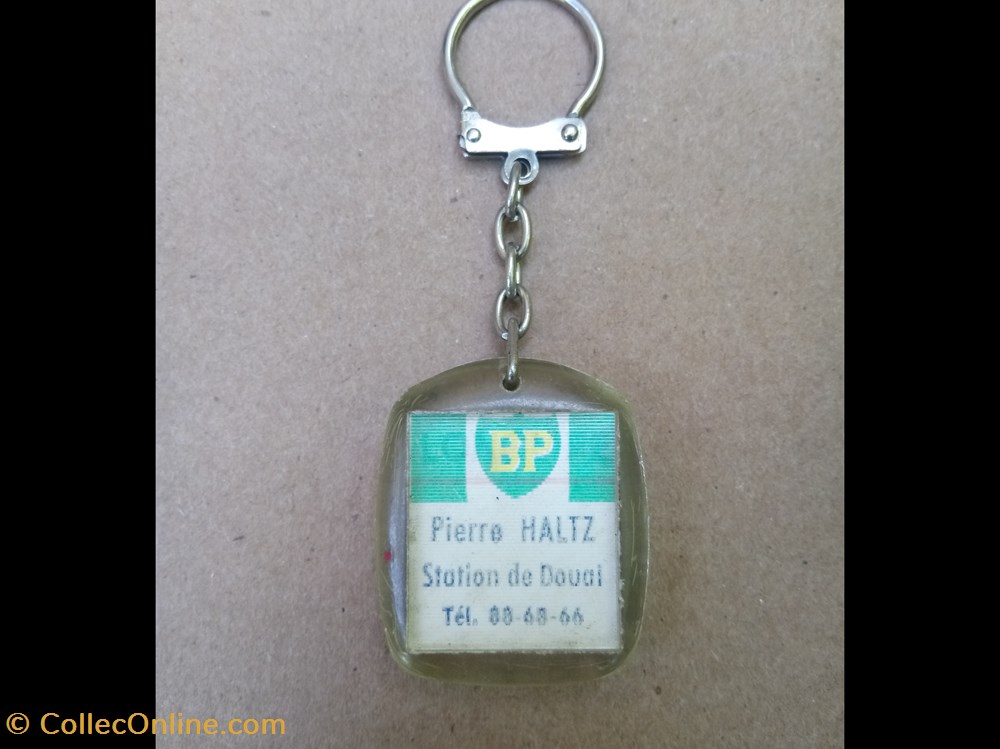 BP
Pierre HALTZ
Station de Douai
Tél. 88-68-66
© CollecOnline.com